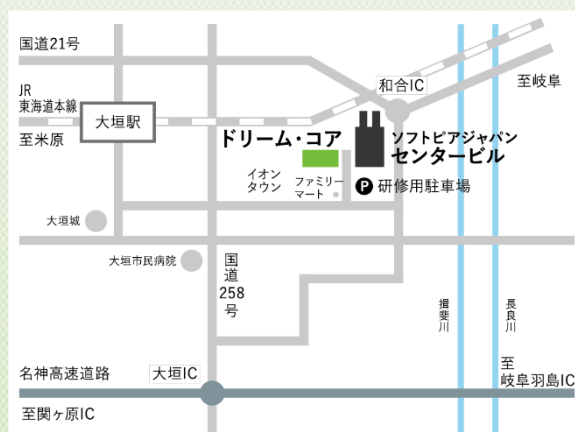 国道21号
和合IC
至岐阜
JR
東海道本線
大垣駅
至米原
ドリーム・コア
ソフトピアジャパン
センタービル
イオン
タウン
ファミリー
マート
P 研修用駐車場
大垣城
大垣市民病院
国道258号
揖斐川
長良川
名神高速道路
大垣IC
至
岐阜羽島IC
至関ヶ原IC